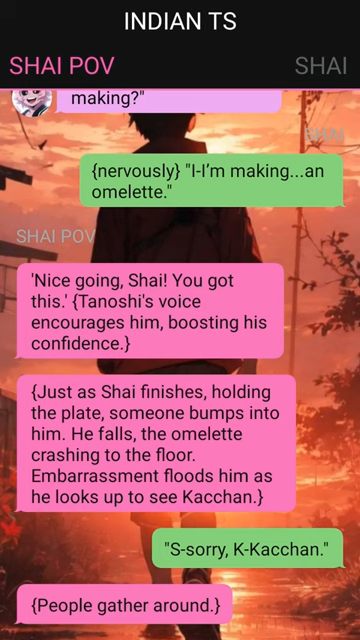 INDIAN TS
SHAI POV
SHAI
making?"
SHAI
{nervously} "I-I'm making...an
omelette."
SHAI POV
'Nice going, Shai! You got
this.' {Tanoshi's voice
encourages him, boosting his
confidence.}
{Just as Shai finishes, holding
the plate, someone bumps into
him. He falls, the omelette
crashing to the floor.
Embarrassment floods him as
he looks up to see Kacchan.}
"S-sorry, K-Kacchan."
{People gather around.}